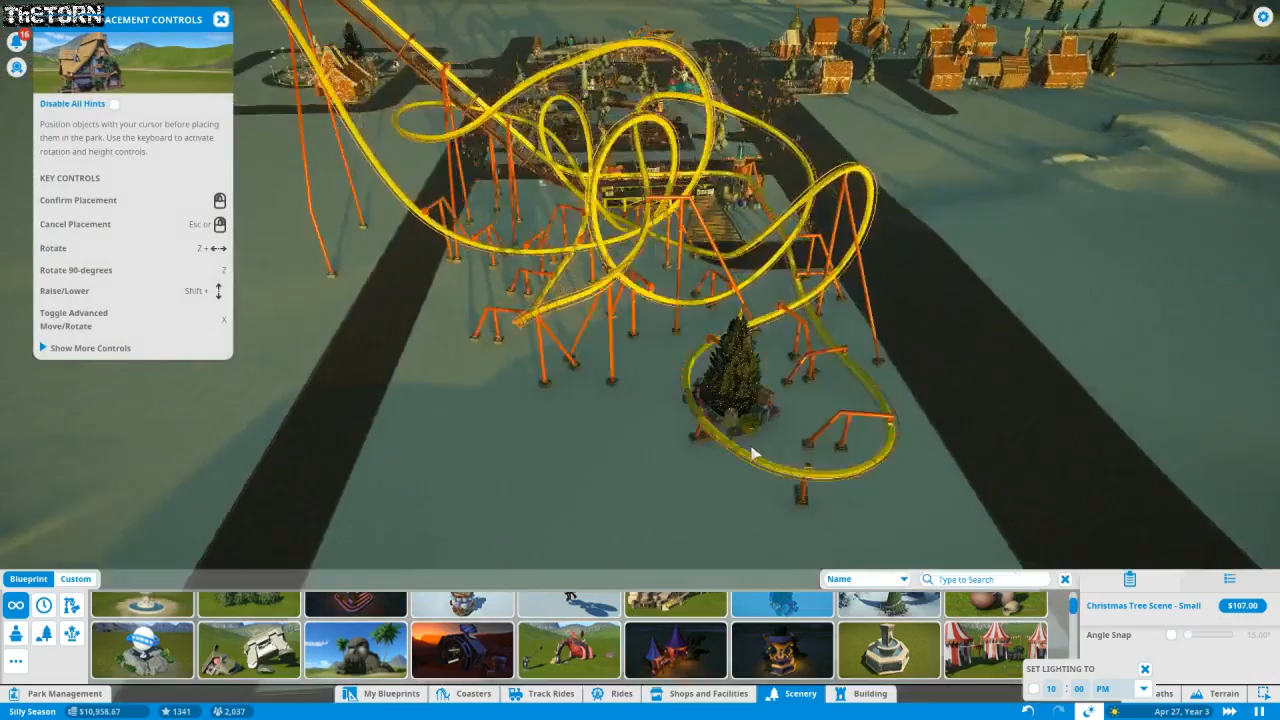 THETORN
ACEMENT CONTROLS
16
Disable All Hints
Position objects with your cursor before placing
them in the park. Use the keyboard to activate
rotation and height controls.
KEY CONTROLS
Confirm Placement
Cancel Placement Esc or
Rotate Z +
Rotate 90-degrees Z
Raise/Lower Shift +
Toggle Advanced
Move/Rotate X
Show More Controls
Blueprint Custom
Name Type to Search
Christmas Tree Scene - Small $107.00
Angle Snap 15.00°
SET LIGHTING TO
10 : 00 PM
Park Management My Blueprints Coasters Track Rides Rides Shops and Facilities Scenery Building aths Terrain
Silly Season $10,958.67 1341 2,037 Apr 27, Year 3